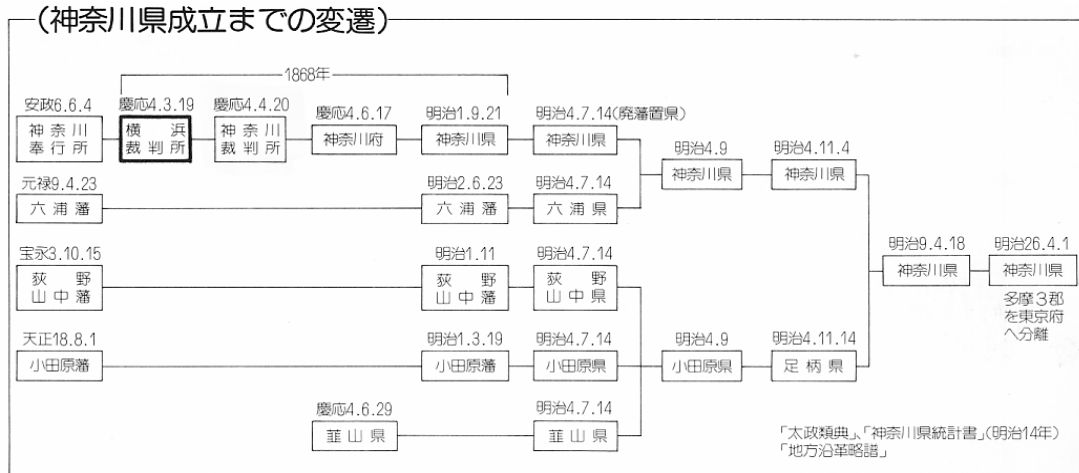 (神奈川県成立までの変遷)
1868年
安政6.6.4
慶応4.3.19
慶応4.4.20
慶応4.6.17
明治1.9.21
明治4.7.14(廃藩置県)
神奈川
奉行所
横浜
裁判所
神奈川
裁判所
神奈川府
神奈川県
神奈川県
明治4.9
神奈川県
明治4.11.4
神奈川県
元禄9.4.23
六浦藩
明治2.6.23
六浦藩
明治4.7.14
六浦県
宝永3.10.15
荻野
山中藩
明治1.11
荻野
山中藩
明治4.7.14
荻野
山中県
明治9.4.18
神奈川県
明治26.4.1
神奈川県
多摩3郡
を東京府
へ分離
天正18.8.1
小田原藩
明治1.3.19
小田原藩
明治4.7.14
小田原県
明治4.9
小田原県
明治4.11.14
足柄県
慶応4.6.29
韮山県
明治4.7.14
韮山県
「太政類典」、「神奈川県統計書」(明治14年)
「地方沿革略譜」